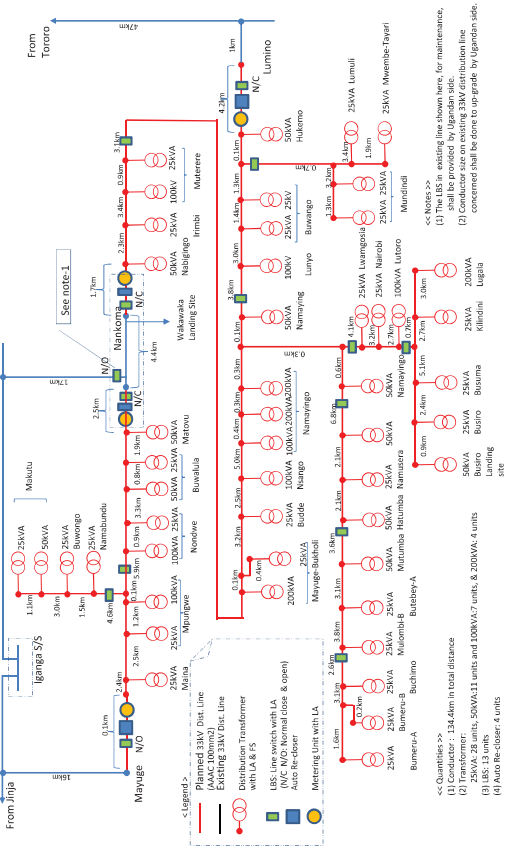 From Jinja
16km
Iganga S/S
17km
From
Tororo
47km
See note-1
Makutu
25kVA
50kVA
25kVA
Buwongo
25kVA
Namabundu
1.1km
3.0km
1.5km
4.6km
Mayuge
0.1km
N/O
2.4km
25kVA
Maina
2.5km
25kVA
1.2km
100kVA
Mpungwe
0.1km
5.9km
100kVA
0.9km
25kVA
Nondwe
3.3km
50kVA
0.8km
25kVA
Buwalula
1.9km
50kVA
Matovu
2.5km
N/C
N/O
Nankoma
4.4km
Wakawaka
Landing Site
N/C
1.7km
50kVA
Nabigingo
2.3km
25kVA
Irimbi
3.4km
100kV
0.9km
25kVA
Muterere
3.1km
Lumino
1km
4.2km
N/C
50kVA
Hukemo
0.1km
0.7km
3.4km
25kVA Lumuli
1.9km
25kVA Mwembe-Tayari
3.2km
25kVA
1.3km
25kVA
Mundindi
1.3km
25kV
1.4km
25kVA
Buwango
3.0km
100kV
Lunyo
3.8km
50kVA
Namaying
0.1km
0.3km
0.3km
200kVA
0.3km
200kVA
0.4km
100kVA
Namayingo
5.6km
100kVA
Nsango
2.5km
25kVA
Budde
3.2km
0.4km
25kVA
0.1km
200kVA
Mayuge-Bukholi
4.1km
25kVA Lwangosia
3.2km
25kVA Nairobi
2.7km
100kVA Lutoro
0.7km
3.0km
200kVA
Lugala
2.7km
25kVA
Kilindini
5.1km
25kVA
Busuma
2.4km
25kVA
Busiro
0.9km
50kVA
Busiro
Landing
site
0.6km
50kVA
Namayingo
6.8km
25kVA
Namusera
2.1km
50kVA
Hatumba
2.1km
3.6km
50kVA
Mutumba
3.1km
25kVA
Butebey-A
3.8km
25kVA
Mulombi-B
2.6km
25kVA
Buchimo
3.1km
0.2km
25kVA
Bumeru-B
1.6km
25kVA
Bumeru-A
< Legend >
Planned 33kV Dist. Line
(AAAC 100mm2)
Existing 33kV Dist. Line
Distribution Transformer
with LA & FS
LBS: Line switch with LA
(N/C N/O: Normal close & open)
Auto Re-closer
Metering Unit with LA
<< Quantities >>
(1) Conductor : 134.4km in total distance
(2) Transformer:
25kVA: 28 units, 50kVA:11 units and 100kVA:7 units, & 200kVA: 4 units
(3) LBS: 13 units
(4) Auto Re-closer: 4 units
<< Notes >>
(1) The LBS in existing line shown here, for maintenance,
shall be provided by Ugandan side.
(2) Conductor size on existing 33kV distribution line
concerned shall be done to up-grade by Ugandan side.